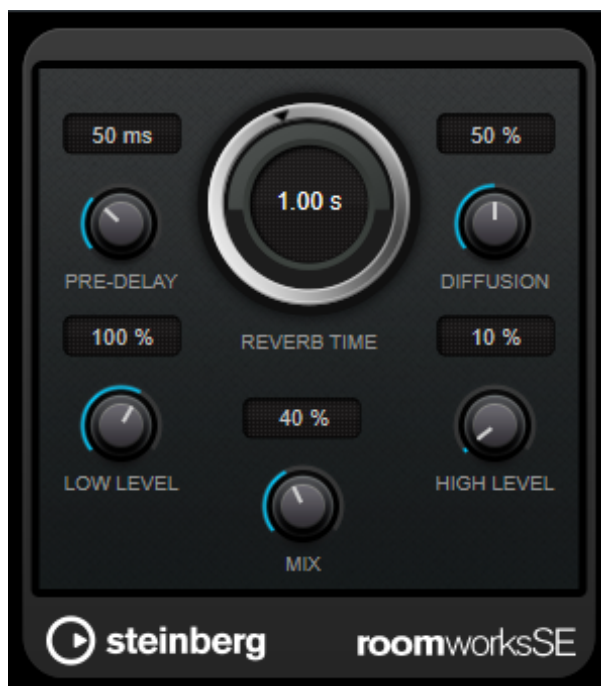 50 ms
50 %
1.00 s
PRE-DELAY
DIFFUSION
100 %
REVERB TIME
10 %
40 %
LOW LEVEL
HIGH LEVEL
MIX
steinberg
roomworksSE